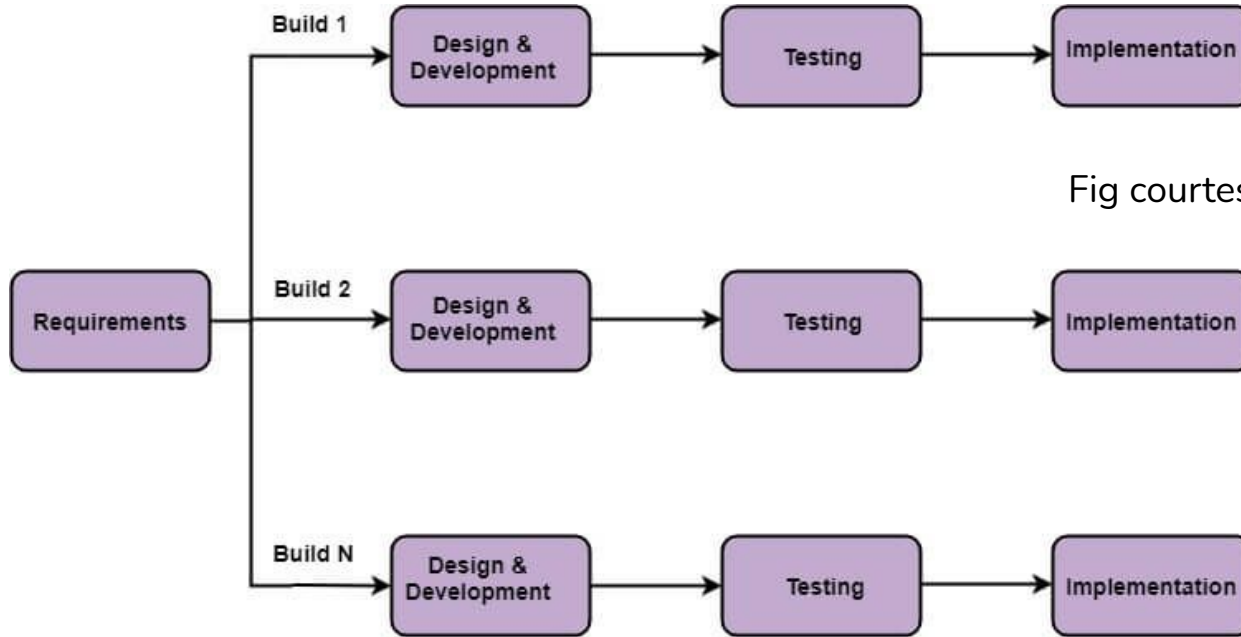 Build 1
Design &
Development
Testing
Implementation
Fig courtes
Requirements
Build 2
Design &
Development
Testing
Implementation
Build N
Design &
Development
Testing
Implementation